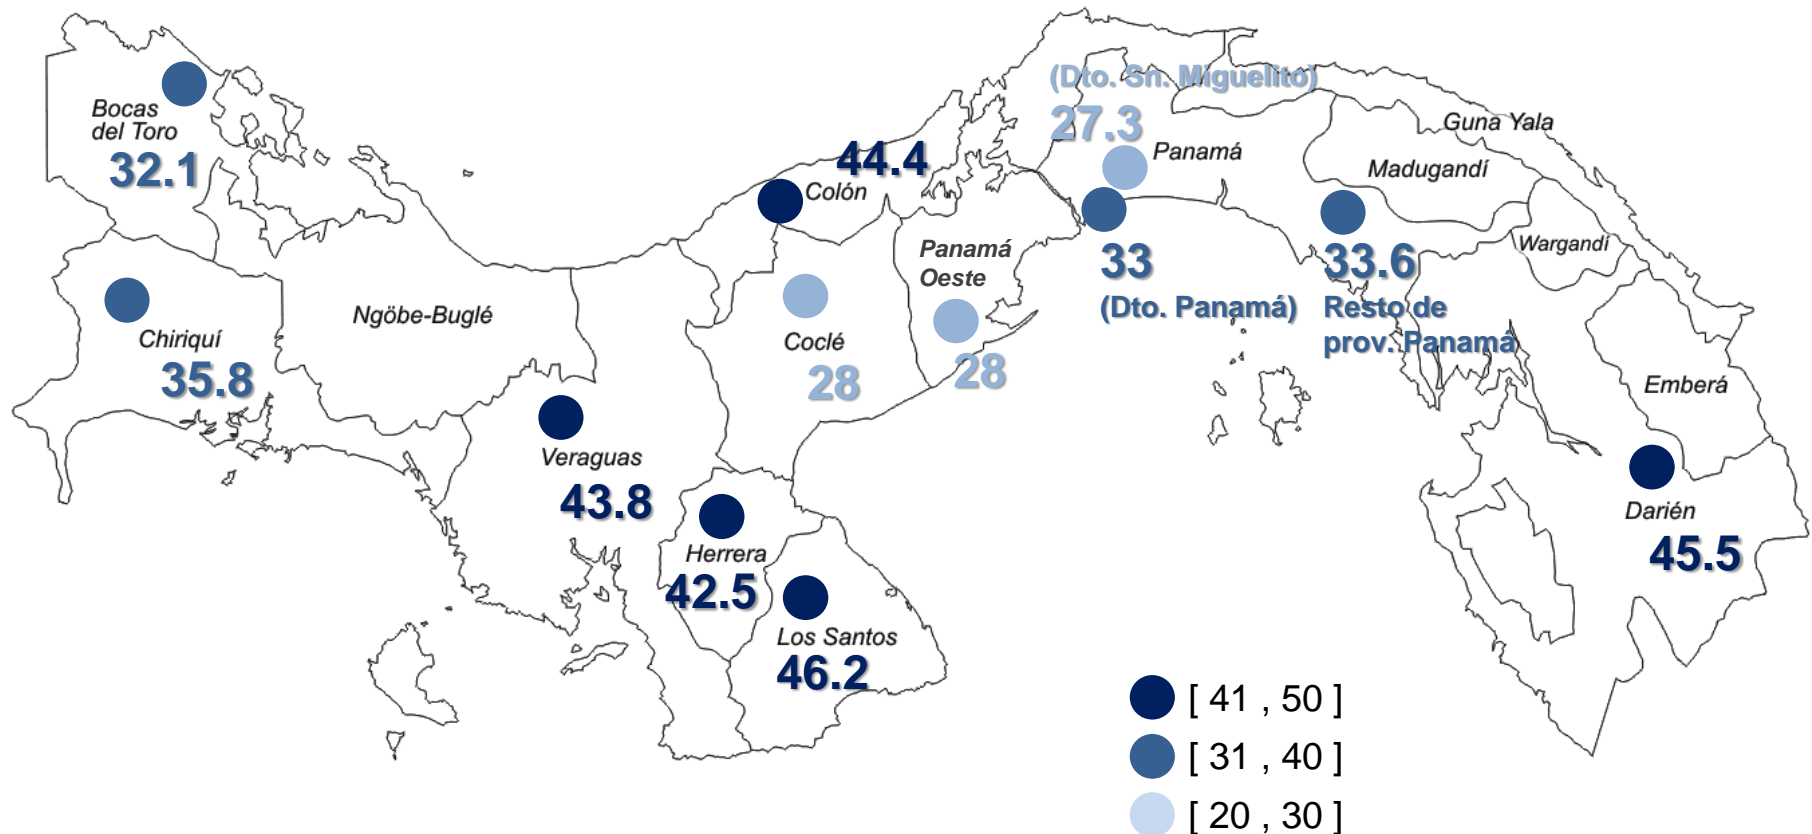 (Dto. Sn. Miguelito)
27.3
Bocas
del Toro
32.1
Guna Yala
44.4
Colón
Panamá
Madugandí
Panamá
Oeste
33
(Dto. Panamá)
33.6
Resto de
prov. Panamá
Wargandí
Chiriquí
35.8
Ngöbe-Buglé
Coclé
28
28
Emberá
Veraguas
43.8
Herrera
42.5
Los Santos
46.2
Darién
45.5
[ 41 , 50 ]
[ 31 , 40 ]
[ 20 , 30 ]